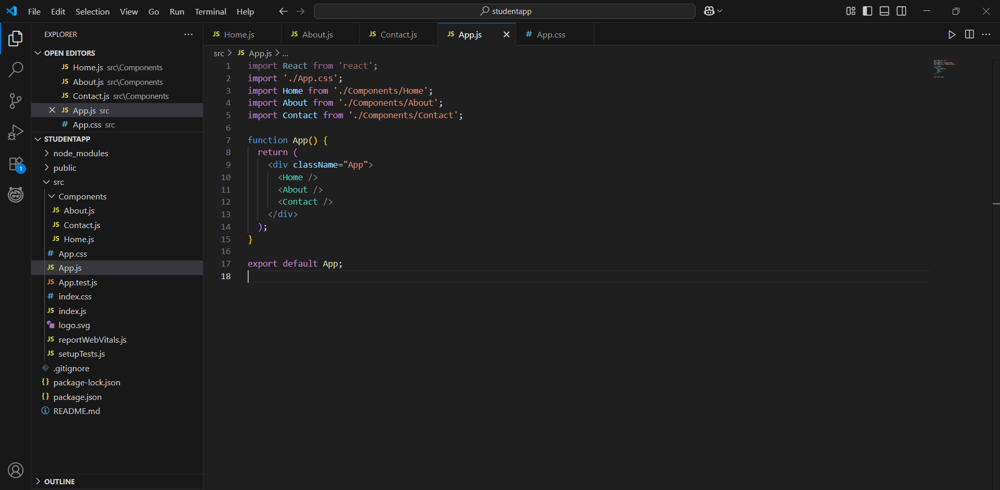 File Edit Selection View Go Run Terminal Help
studentapp
EXPLORER
OPEN EDITORS
JS Home.js src\Components
JS About.js src\Components
JS Contact.js src\Components
JS App.js src
# App.css src
STUDENTAPP
node_modules
public
src
Components
JS About.js
JS Contact.js
JS Home.js
# App.css
JS App.js
JS App.test.js
# index.css
JS index.js
logo.svg
JS reportWebVitals.js
JS setupTests.js
.gitignore
{} package-lock.json
{} package.json
README.md
OUTLINE
1
JS Home.js JS About.js JS Contact.js JS App.js # App.css
src > JS App.js > ...
1 import React from 'react';
2 import './App.css';
3 import Home from './Components/Home';
4 import About from './Components/About';
5 import Contact from './Components/Contact';
6
7 function App() {
8   return (
9     <div className="App">
10       <Home />
11       <About />
12       <Contact />
13     </div>
14   );
15 }
16
17 export default App;
18